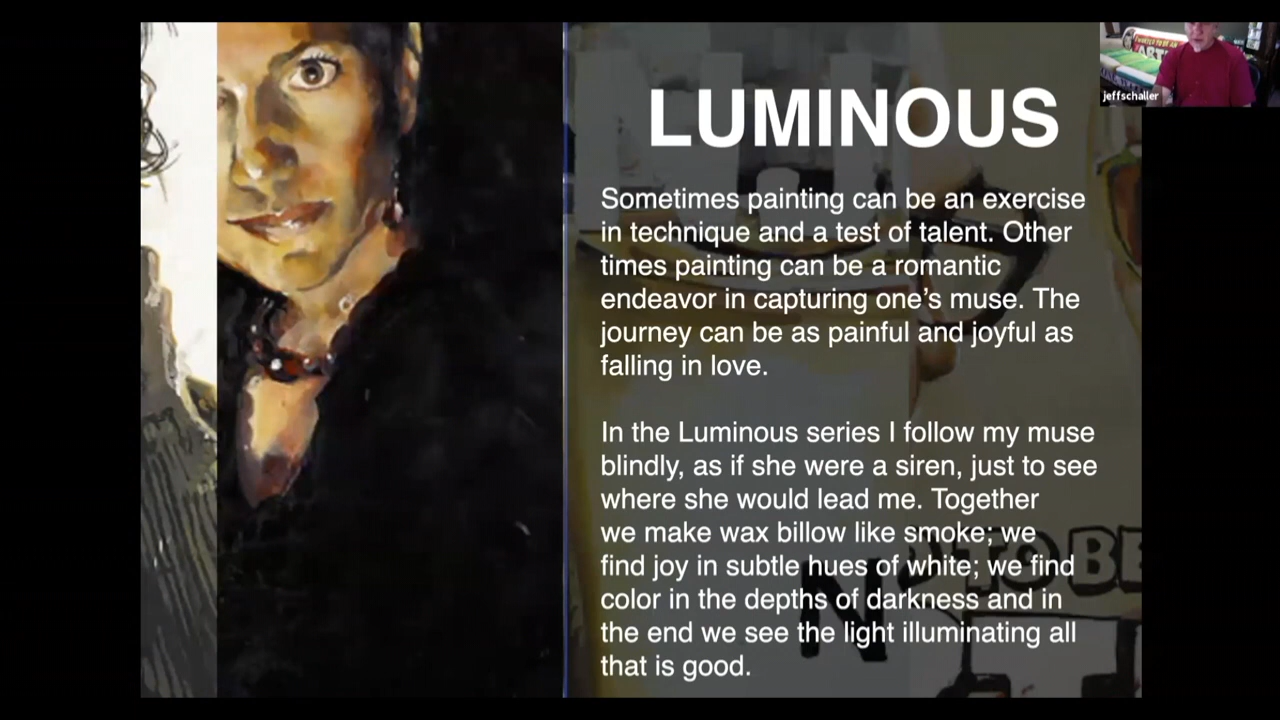 LUMINOUS
jeffschaller
Sometimes painting can be an exercise
in technique and a test of talent. Other
times painting can be a romantic
endeavor in capturing one's muse. The
journey can be as painful and joyful as
falling in love.
In the Luminous series I follow my muse
blindly, as if she were a siren, just to see
where she would lead me. Together
we make wax billow like smoke; we
find joy in subtle hues of white; we find
color in the depths of darkness and in
the end we see the light illuminating all
that is good.
TO BE
N